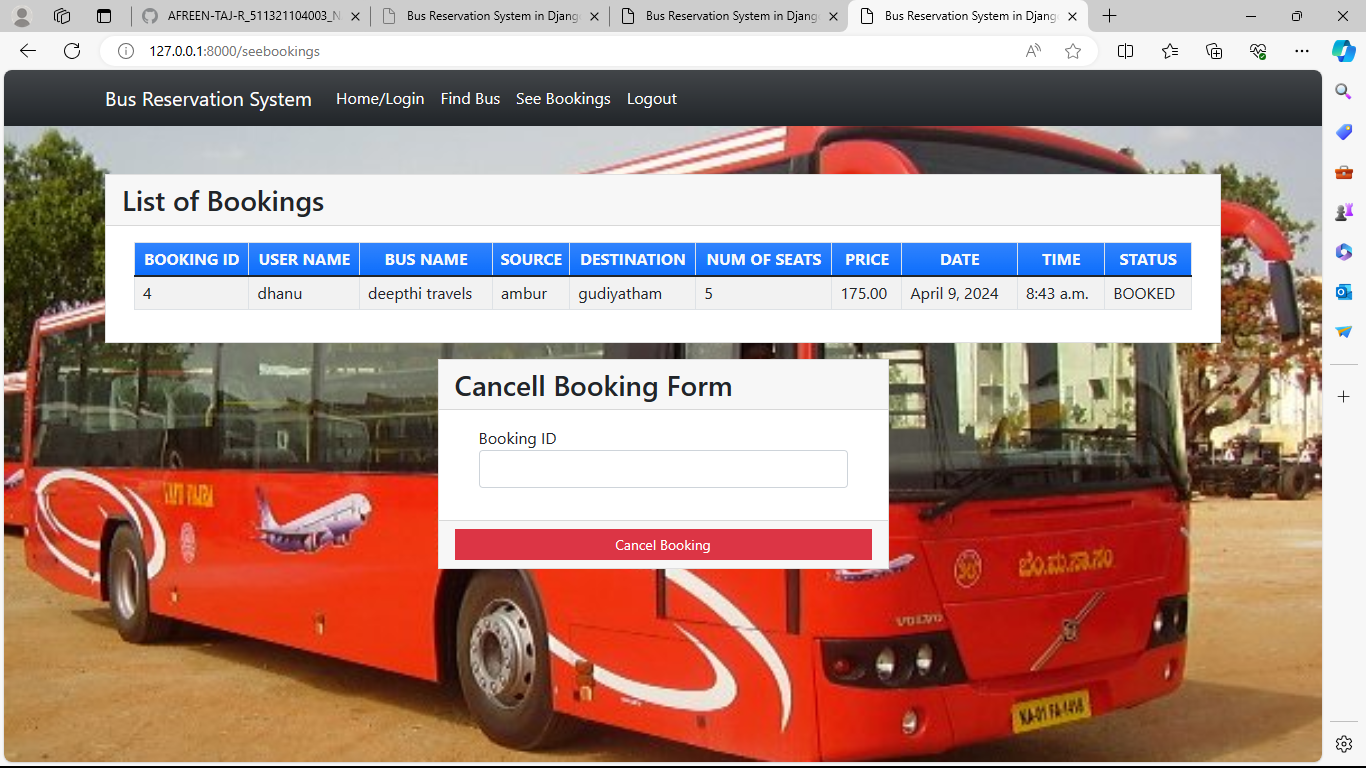 AFREEN-TAJ-R_511321104003_N
Bus Reservation System in Djang
Bus Reservation System in Djang
Bus Reservation System in Djang
127.0.0.1:8000/seebookings
Bus Reservation System Home/Login Find Bus See Bookings Logout
List of Bookings
BOOKING ID USER NAME BUS NAME SOURCE DESTINATION NUM OF SEATS PRICE DATE TIME STATUS
4 dhanu deepthi travels ambur gudiyatham 5 175.00 April 9, 2024 8:43 a.m. BOOKED
Cancell Booking Form
Booking ID
Cancel Booking
ಬೆಂ.ಮ.ಸಾ.ಸಂ
VOLVO
KA-01 FA-1418